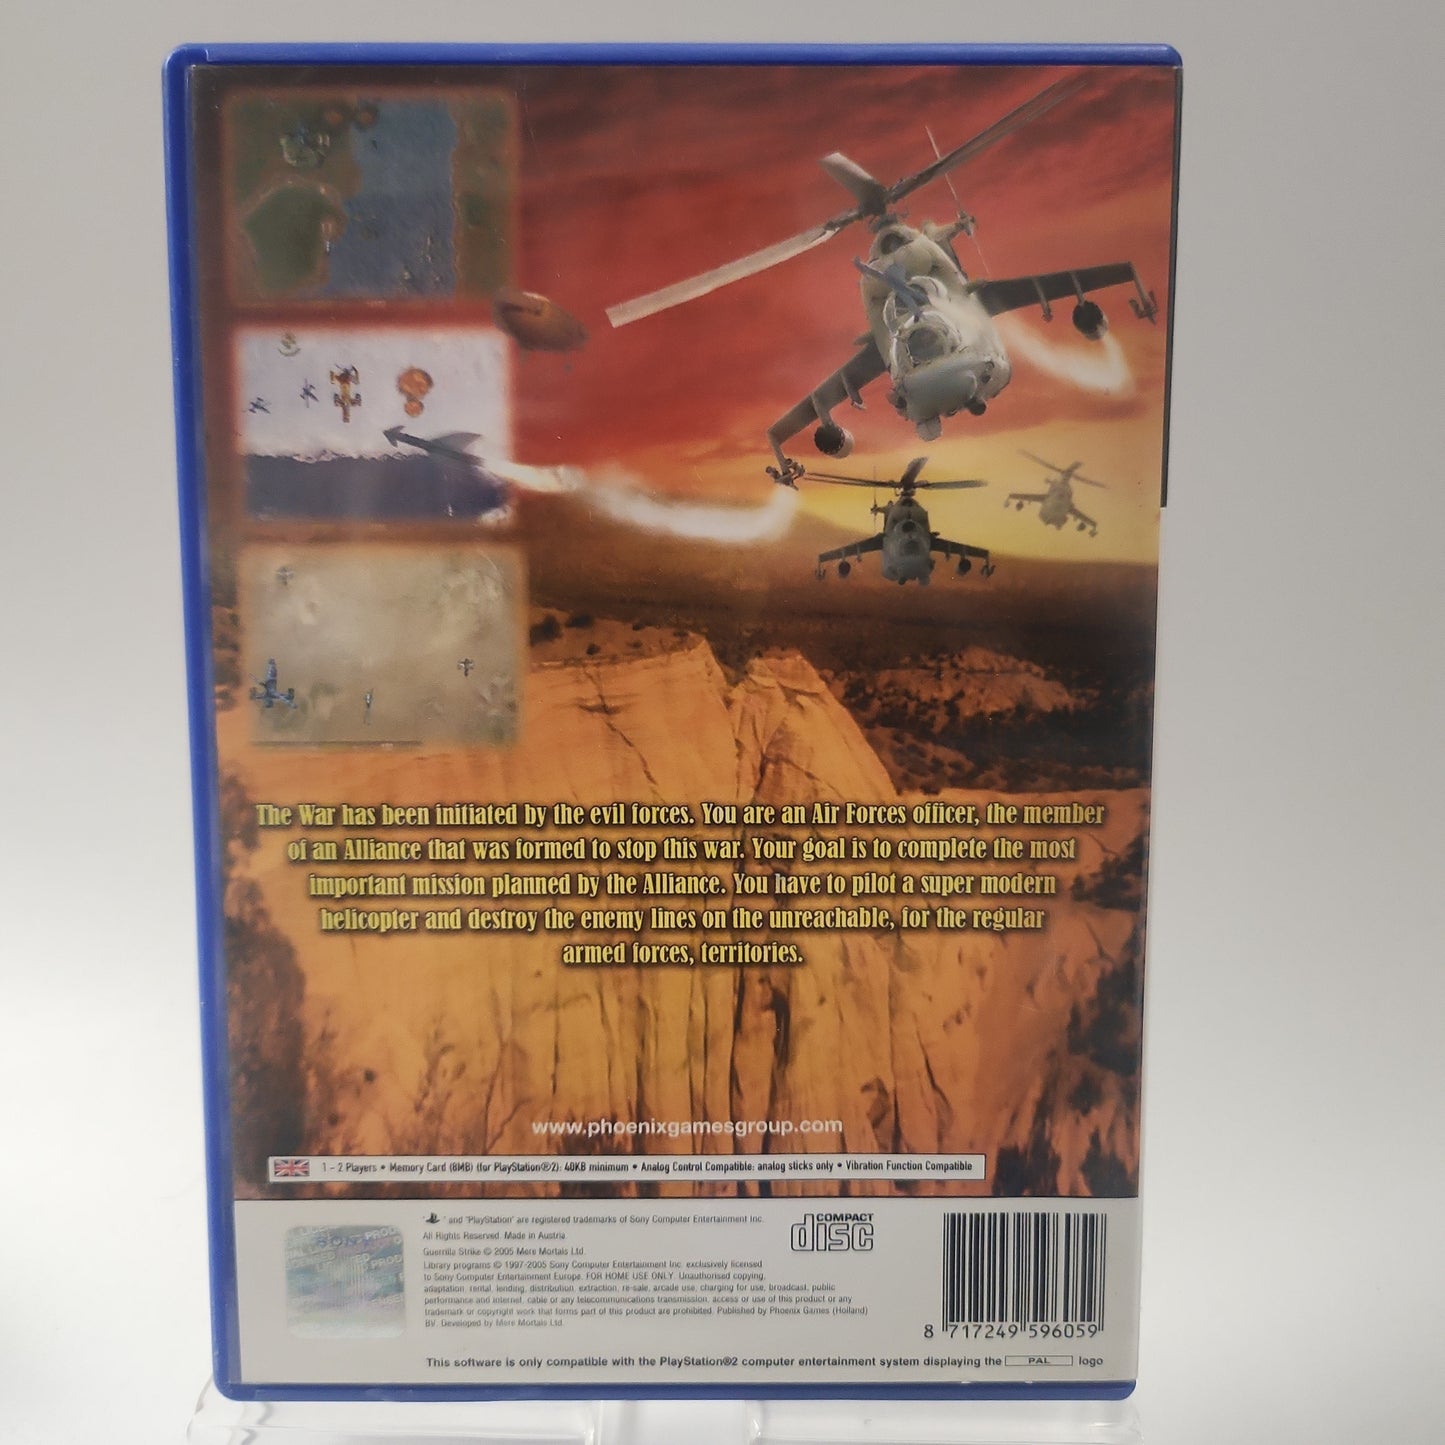 The War has been initiated by the evil forces. You are an Air Forces officer, the member
of an Alliance that was formed to stop this war. Your goal is to complete the most
important mission planned by the Alliance. You have to pilot a super modern
helicopter and destroy the enemy lines on the unreachable, for the regular
armed forces, territories.
www.phoenixgamesgroup.com
1 - 2 Players • Memory Card (8MB) (for PlayStation®2): 40KB minimum • Analog Control Compatible: analog sticks only • Vibration Function Compatible
" " and "PlayStation" are registered trademarks of Sony Computer Entertainment Inc.
All Rights Reserved. Made in Austria
Guerrilla Strike © 2005 Mere Mortals Ltd.
Library programs © 1997-2005 Sony Computer Entertainment Inc. exclusively licensed
to Sony Computer Entertainment Europe. FOR HOME USE ONLY. Unauthorised copying,
adaptation, rental, lending, distribution, extraction, re-sale, arcade use, charging for use, broadcast, public
performance and internet, cable or any telecommunications transmission, access or use of this product or any
trademark or copyright work that forms part of this product are prohibited. Published by Phoenix Games (Holland)
BV. Developed by Mere Mortals Ltd.
COMPACT
disc
8 717249 596059
This software is only compatible with the PlayStation®2 computer entertainment system displaying the PAL logo